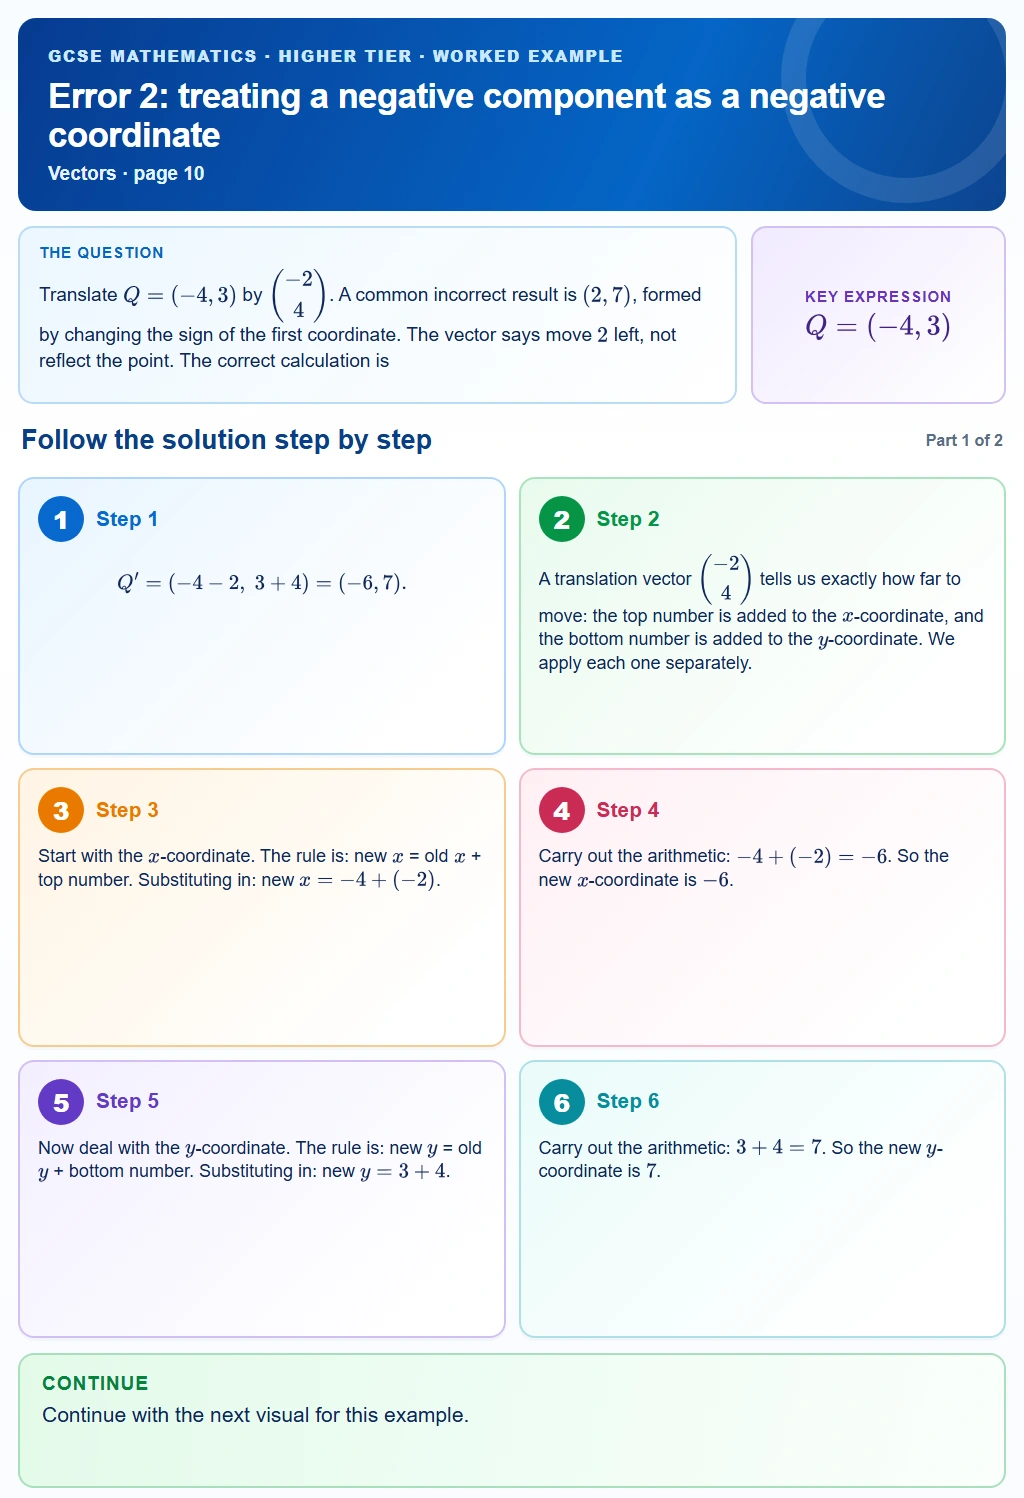 GCSE MATHEMATICS · HIGHER TIER · WORKED EXAMPLE
Error 2: treating a negative component as a negative
coordinate
Vectors · page 10
THE QUESTION
Translate Q = (−4, 3) by (−2 4). A common incorrect result is (2, 7), formed
by changing the sign of the first coordinate. The vector says move 2 left, not
reflect the point. The correct calculation is
KEY EXPRESSION
Q = (−4, 3)
Follow the solution step by step
Part 1 of 2
1 Step 1
Q′ = (−4 − 2, 3 + 4) = (−6, 7).
2 Step 2
A translation vector (−2 4) tells us exactly how far to
move: the top number is added to the x-coordinate, and
the bottom number is added to the y-coordinate. We
apply each one separately.
3 Step 3
Start with the x-coordinate. The rule is: new x = old x +
top number. Substituting in: new x = −4 + (−2).
4 Step 4
Carry out the arithmetic: −4 + (−2) = −6. So the
new x-coordinate is −6.
5 Step 5
Now deal with the y-coordinate. The rule is: new y = old
y + bottom number. Substituting in: new y = 3 + 4.
6 Step 6
Carry out the arithmetic: 3 + 4 = 7. So the new y-
coordinate is 7.
CONTINUE
Continue with the next visual for this example.